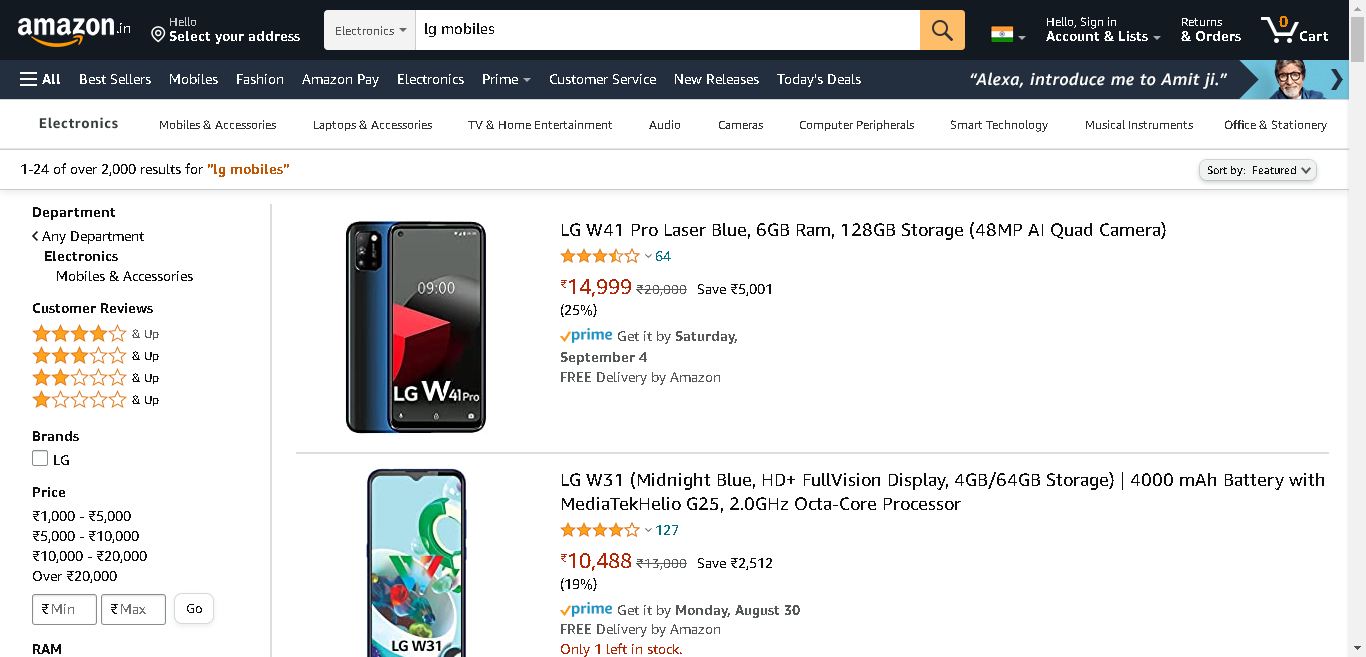 amazon.in
Hello
Select your address
Electronics
lg mobiles
Hello, Sign in
Account & Lists
Returns
& Orders
0
Cart
All
Best Sellers
Mobiles
Fashion
Amazon Pay
Electronics
Prime
Customer Service
New Releases
Today's Deals
“Alexa, introduce me to Amit ji.”
Electronics
Mobiles & Accessories
Laptops & Accessories
TV & Home Entertainment
Audio
Cameras
Computer Peripherals
Smart Technology
Musical Instruments
Office & Stationery
1-24 of over 2,000 results for "lg mobiles"
Sort by: Featured
Department
Any Department
Electronics
Mobiles & Accessories
Customer Reviews
& Up
& Up
& Up
& Up
Brands
LG
Price
₹1,000 - ₹5,000
₹5,000 - ₹10,000
₹10,000 - ₹20,000
Over ₹20,000
₹ Min
₹ Max
Go
RAM
09:00
LG W41Pro
LG W41 Pro Laser Blue, 6GB Ram, 128GB Storage (48MP AI Quad Camera)
64
₹14,999 ₹20,000 Save ₹5,001
(25%)
prime Get it by Saturday,
September 4
FREE Delivery by Amazon
LG W31
LG W31 (Midnight Blue, HD+ FullVision Display, 4GB/64GB Storage) | 4000 mAh Battery with
MediaTekHelio G25, 2.0GHz Octa-Core Processor
127
₹10,488 ₹13,000 Save ₹2,512
(19%)
prime Get it by Monday, August 30
FREE Delivery by Amazon
Only 1 left in stock.